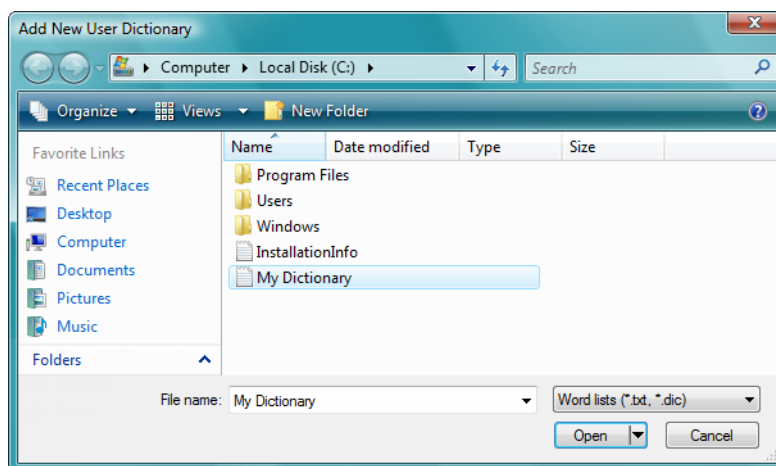 Add New User Dictionary
Computer Local Disk (C:) Search
Organize Views New Folder
Favorite Links
Recent Places
Desktop
Computer
Documents
Pictures
Music
Folders
Name Date modified Type Size
Program Files
Users
Windows
InstallationInfo
My Dictionary
File name: My Dictionary Word lists (*.txt, *.dic)
Open Cancel